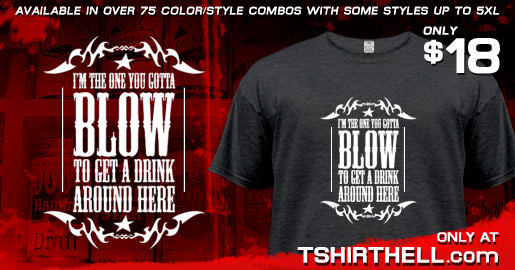 AVAILABLE IN OVER 75 COLOR/STYLE COMBOS WITH SOME STYLES UP TO 5XL
ONLY
$18
I'M THE ONE YOU GOTTA
BLOW
TO GET A DRINK
AROUND HERE
I'M THE ONE YOU GOTTA
BLOW
TO GET A DRINK
AROUND HERE
ONLY AT
TSHIRTHELL.com